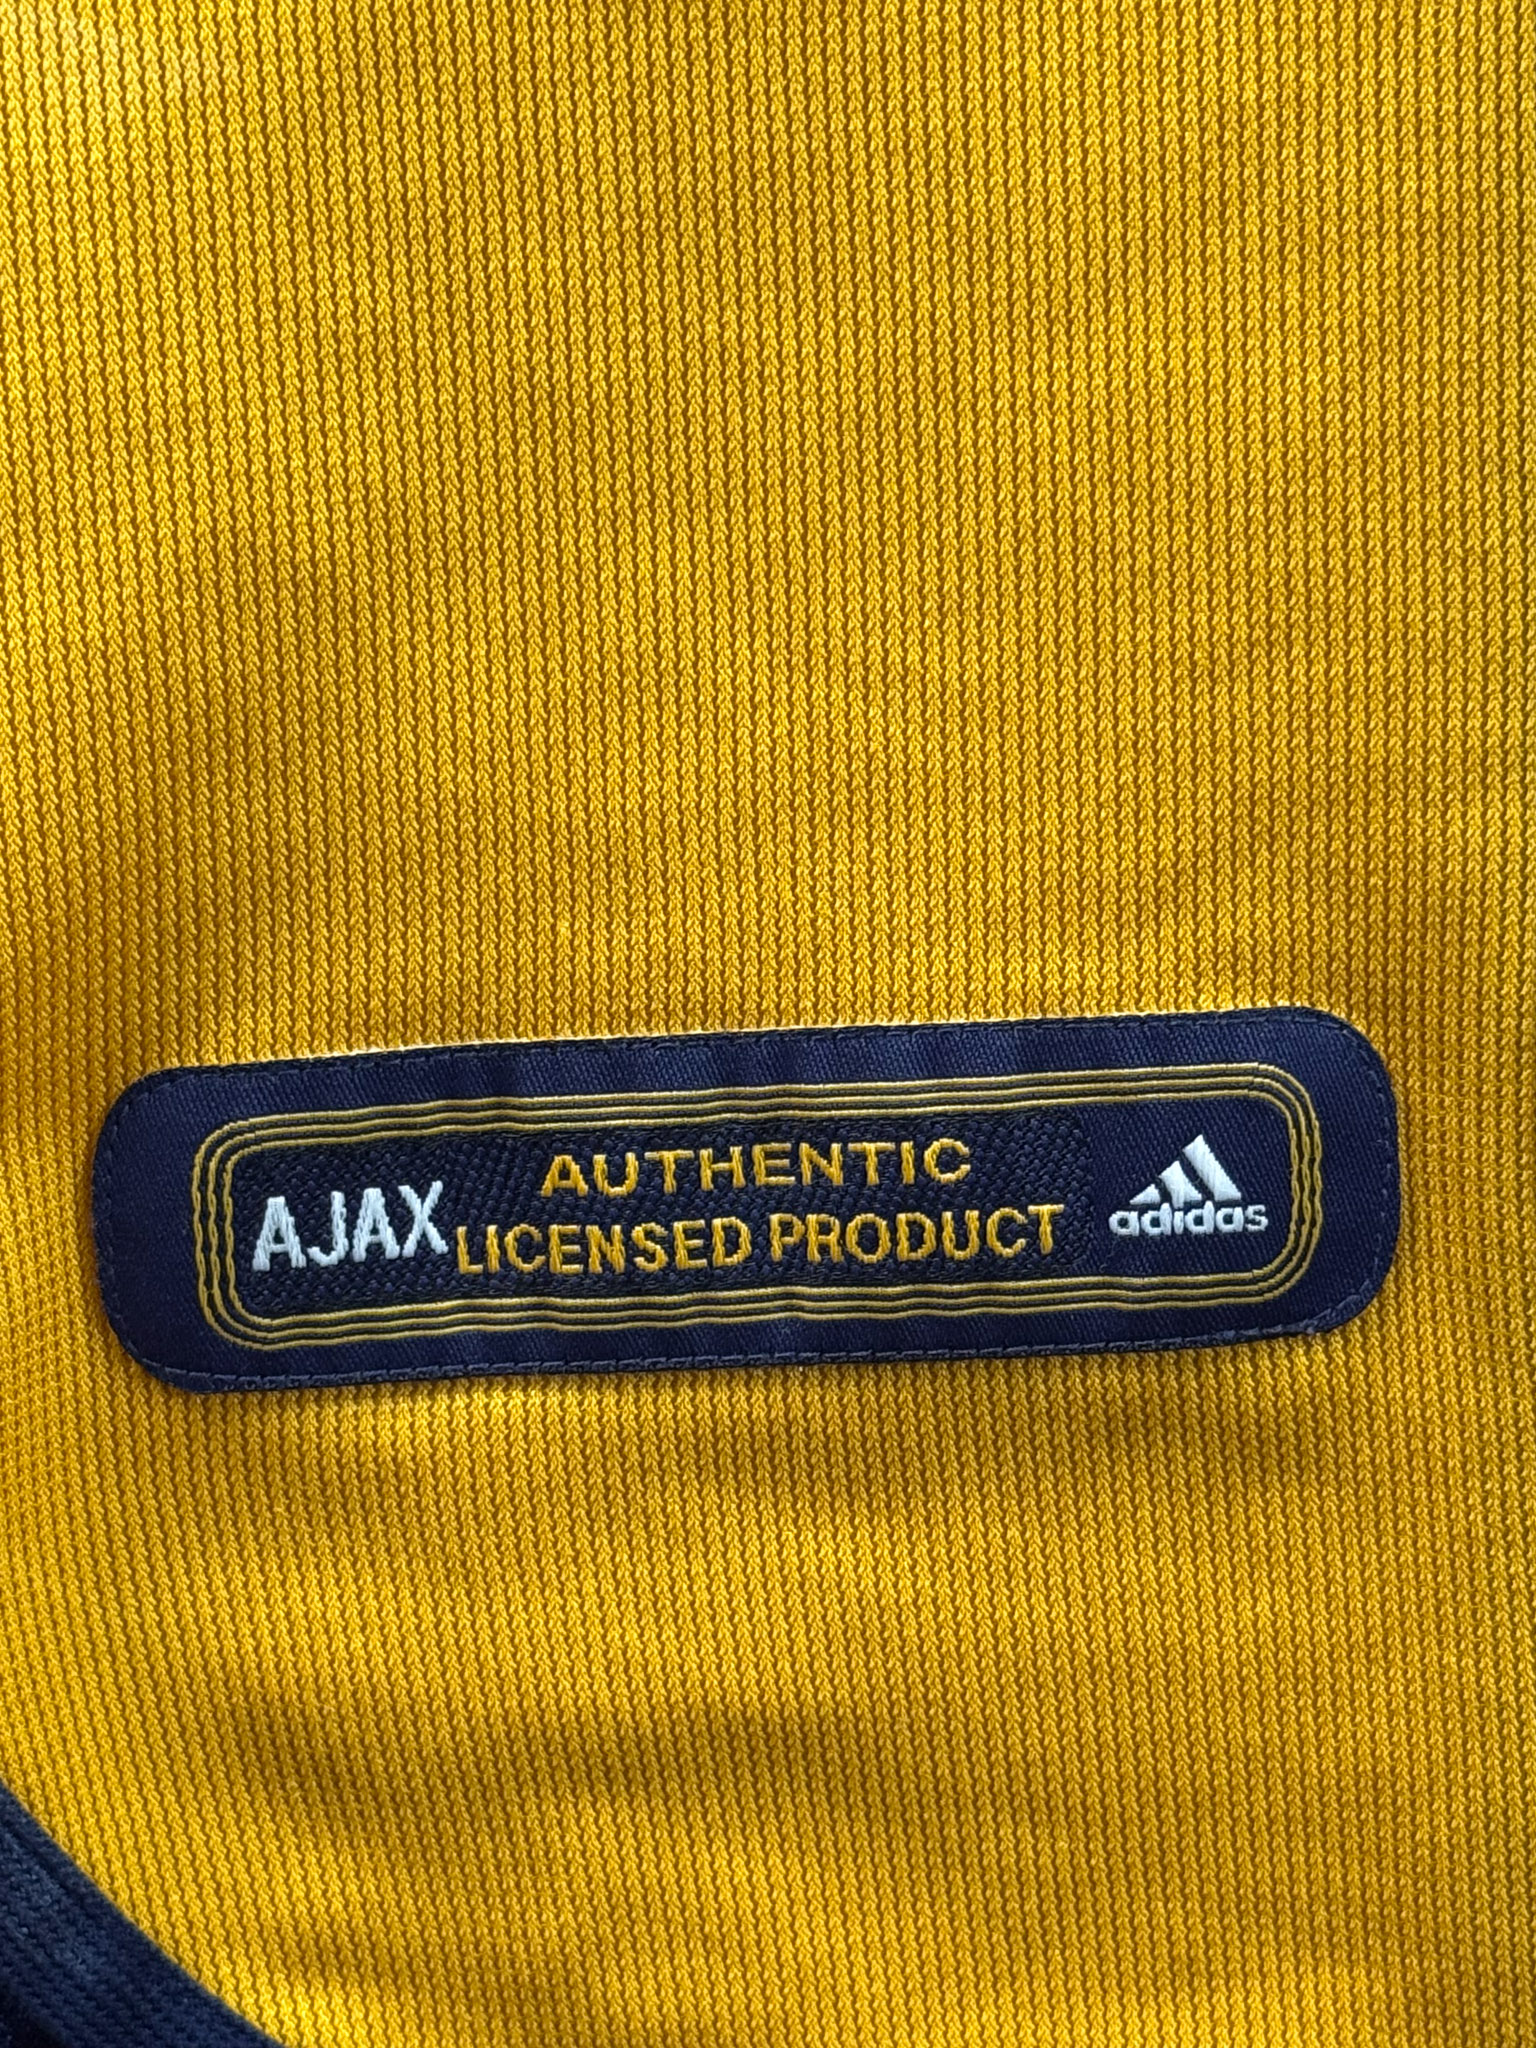 AJAX
AUTHENTIC
LICENSED PRODUCT
adidas